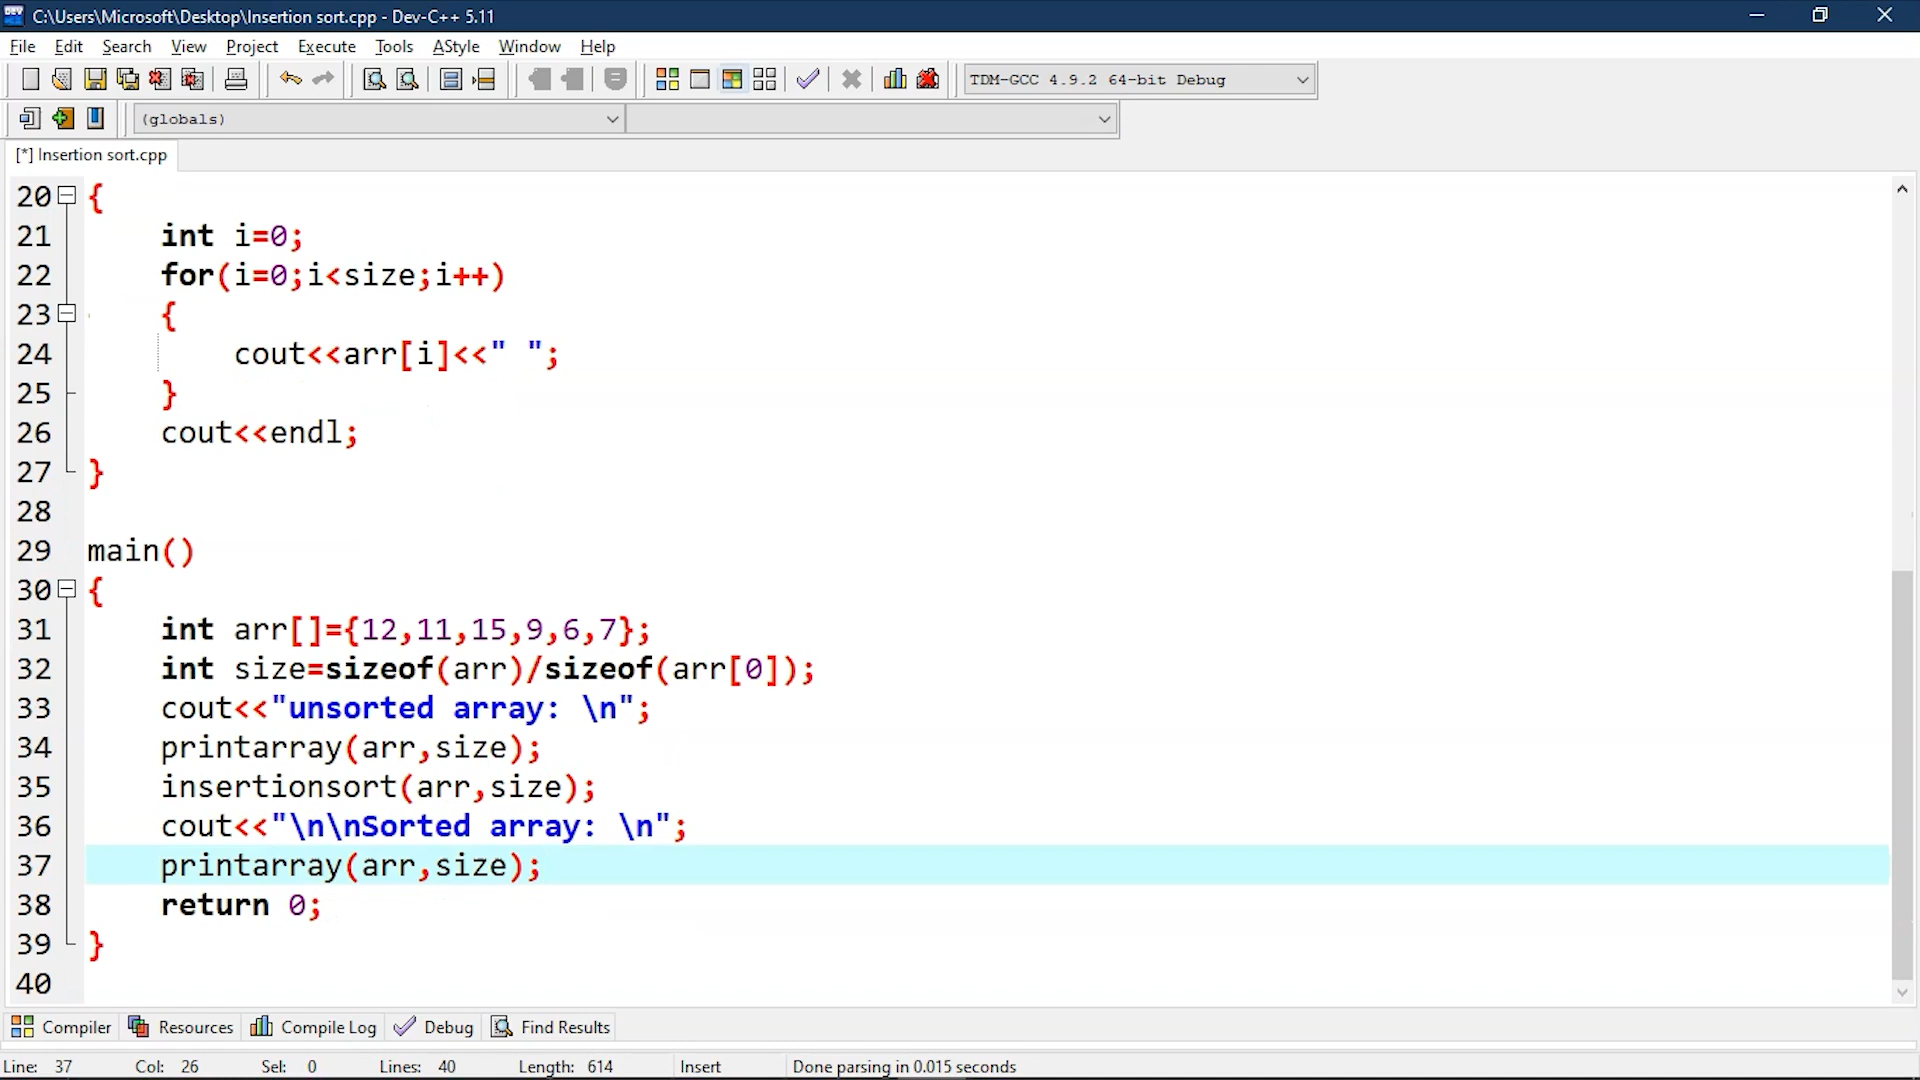 C:\Users\Microsoft\Desktop\Insertion sort.cpp - Dev-C++ 5.11
File Edit Search View Project Execute Tools AStyle Window Help
TDM-GCC 4.9.2 64-bit Debug
(globals)
[*] Insertion sort.cpp
20 {
21     int i=0;
22     for(i=0;i<size;i++)
23     {
24         cout<<arr[i]<<" ";
25     }
26     cout<<endl;
27 }
28
29 main()
30 {
31     int arr[]={12,11,15,9,6,7};
32     int size=sizeof(arr)/sizeof(arr[0]);
33     cout<<"unsorted array: \n";
34     printarray(arr,size);
35     insertionsort(arr,size);
36     cout<<"\n\nSorted array: \n";
37     printarray(arr,size);
38     return 0;
39 }
40
Compiler Resources Compile Log Debug Find Results
Line: 37 Col: 26 Sel: 0 Lines: 40 Length: 614 Insert Done parsing in 0.015 seconds